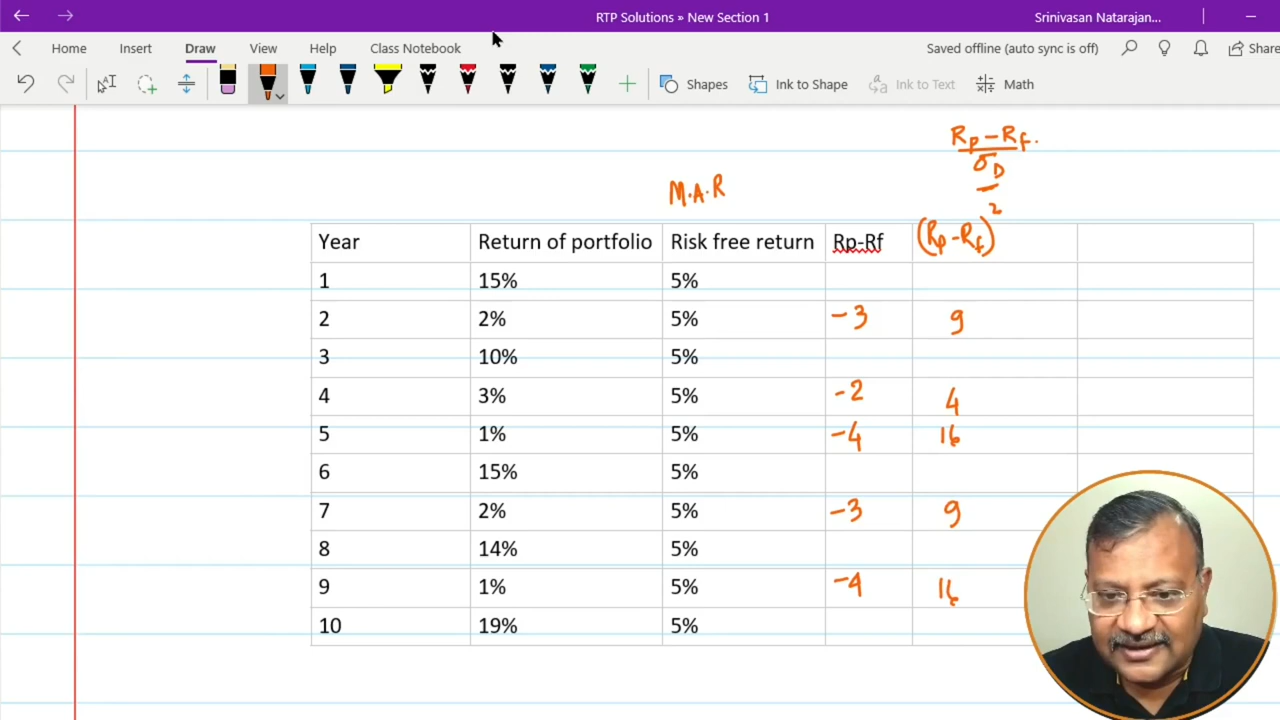 RTP Solutions » New Section 1
Srinivasan Natarajan...
Home Insert Draw View Help Class Notebook
Saved offline (auto sync is off)
Share
Shapes Ink to Shape Ink to Text Math
Rp-Rf.
σD
M.A.R
Year Return of portfolio Risk free return Rp-Rf (Rp-Rf)²
1 15% 5%
2 2% 5% -3 9
3 10% 5%
4 3% 5% -2 4
5 1% 5% -4 16
6 15% 5%
7 2% 5% -3 9
8 14% 5%
9 1% 5% -4 16
10 19% 5%